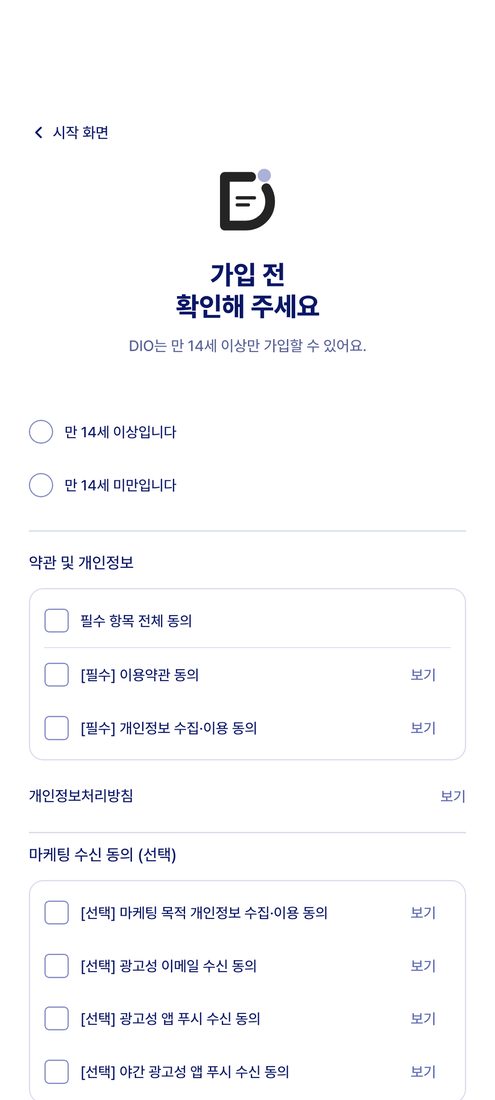 시작 화면
가입 전
확인해 주세요
DIO는 만 14세 이상만 가입할 수 있어요.
만 14세 이상입니다
만 14세 미만입니다
약관 및 개인정보
필수 항목 전체 동의
[필수] 이용약관 동의 보기
[필수] 개인정보 수집·이용 동의 보기
개인정보처리방침 보기
마케팅 수신 동의 (선택)
[선택] 마케팅 목적 개인정보 수집·이용 동의 보기
[선택] 광고성 이메일 수신 동의 보기
[선택] 광고성 앱 푸시 수신 동의 보기
[선택] 야간 광고성 앱 푸시 수신 동의 보기